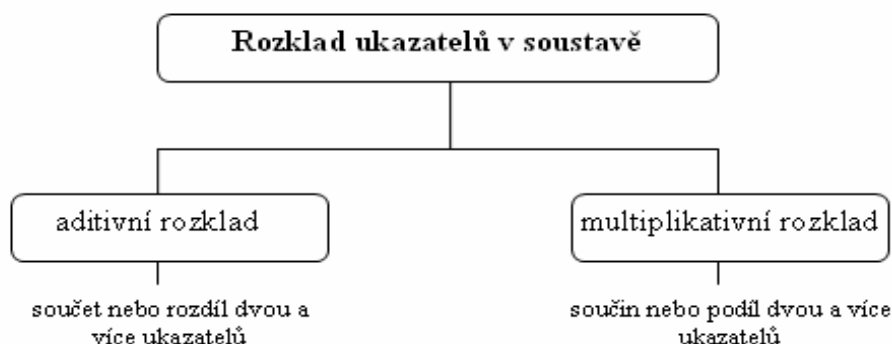 Rozklad ukazatelů v soustavě
aditivní rozklad
multiplikativní rozklad
součet nebo rozdíl dvou a
více ukazatelů
součin nebo podíl dvou a více
ukazatelů